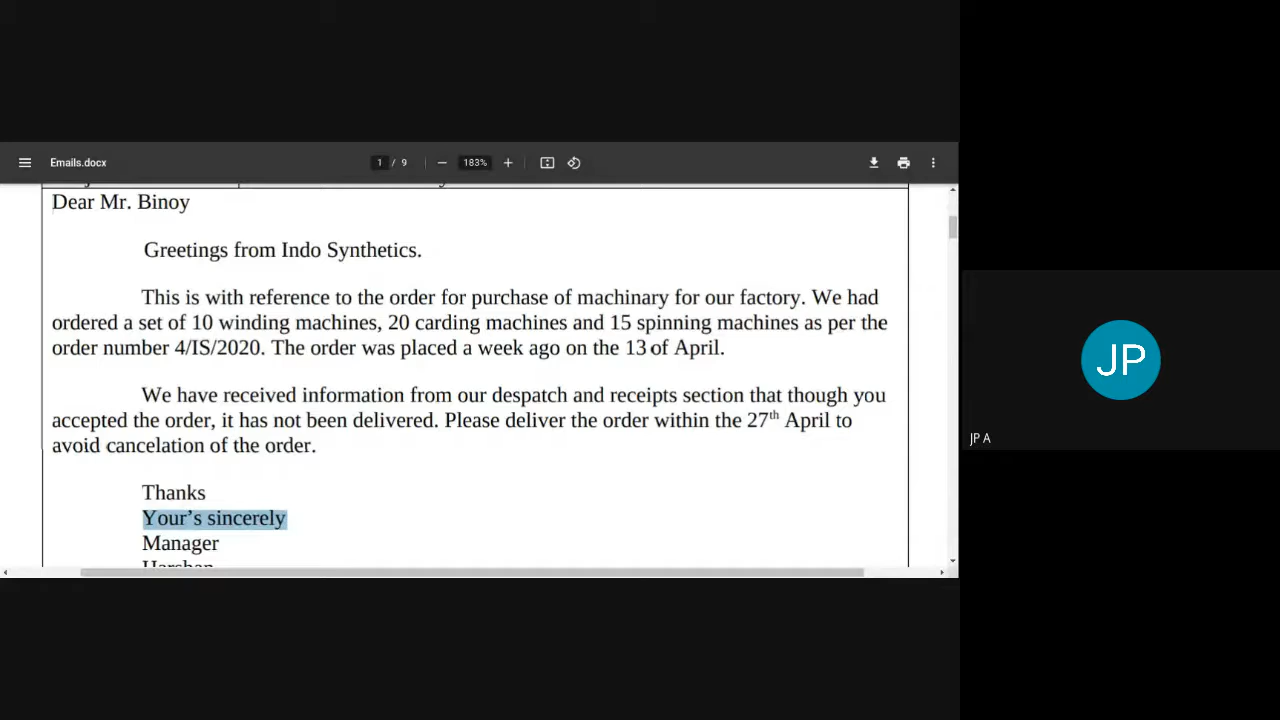 Emails.docx
1 / 9
183%
Dear Mr. Binoy
Greetings from Indo Synthetics.
This is with reference to the order for purchase of machinary for our factory. We had
ordered a set of 10 winding machines, 20 carding machines and 15 spinning machines as per the
order number 4/IS/2020. The order was placed a week ago on the 13 of April.
We have received information from our despatch and receipts section that though you
accepted the order, it has not been delivered. Please deliver the order within the 27th April to
avoid cancelation of the order.
Thanks
Your’s sincerely
Manager
Harshan
JP
JP A